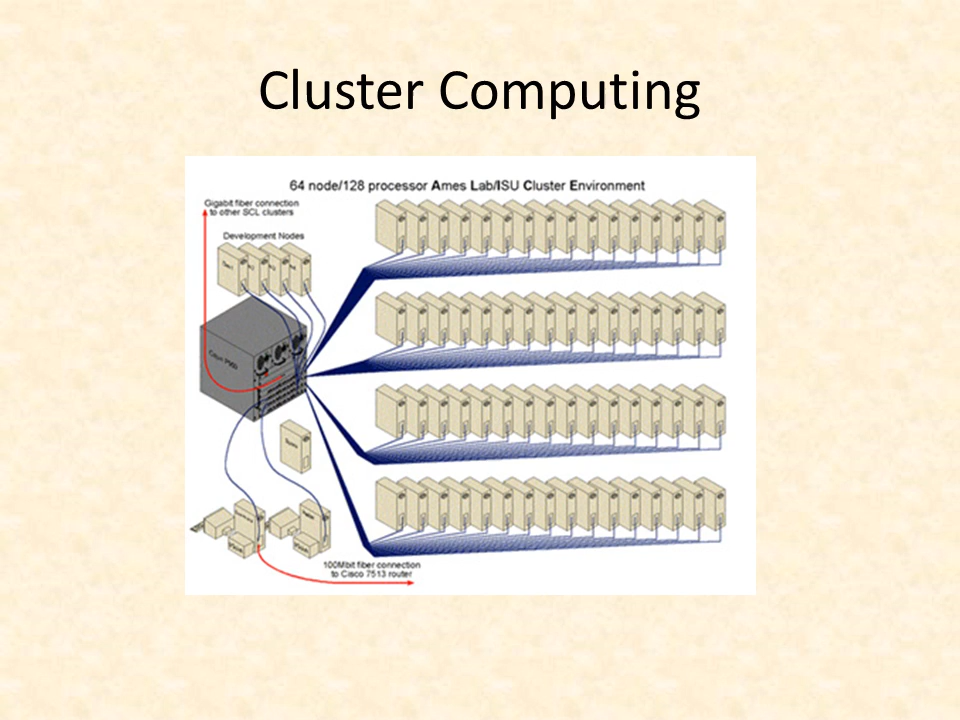 Cluster Computing
64 node/128 processor Ames Lab/ISU Cluster Environment
Gigabit fiber connection
to other SCL clusters
Development Nodes
100Mbit fiber connection
to Cisco 7513 router